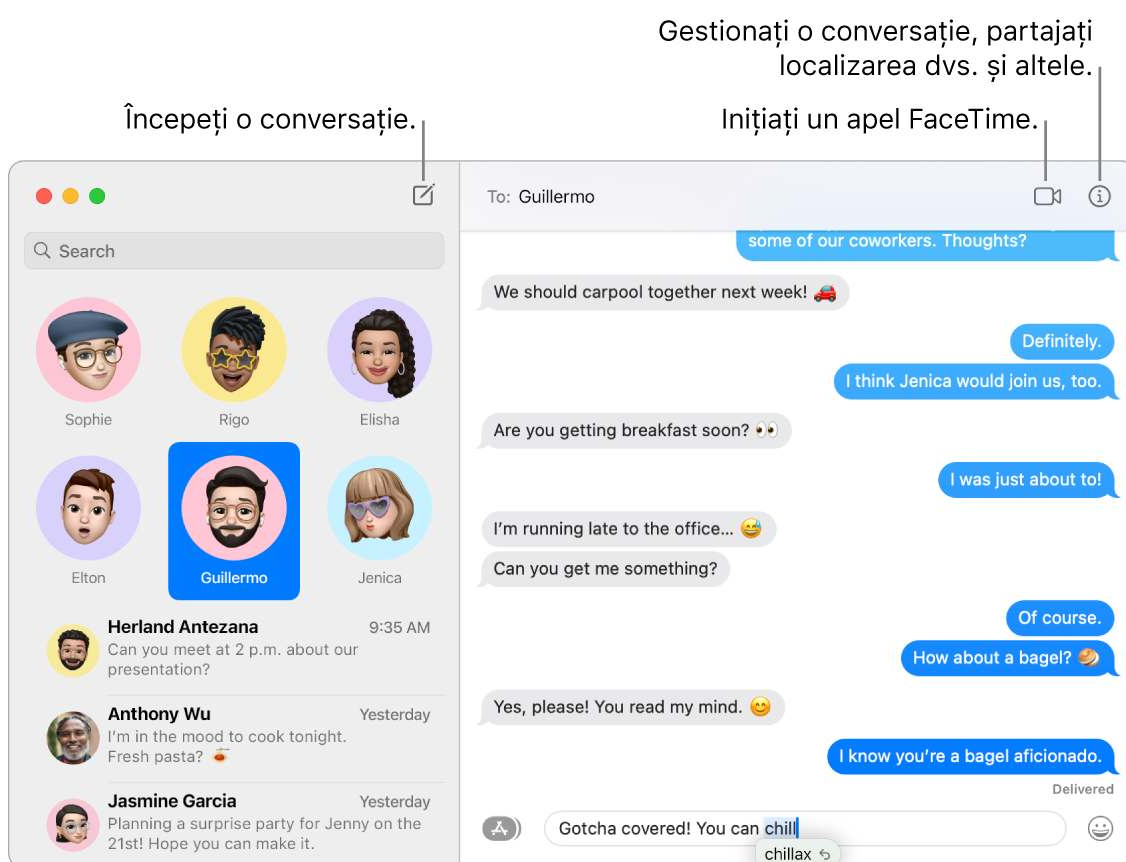 Gestionați o conversație, partajați
localizarea dvs. și altele.
Începeți o conversație.
Inițiați un apel FaceTime.
To: Guillermo
Search
some of our coworkers. Thoughts?
We should carpool together next week! 🚗
Definitely.
I think Jenica would join us, too.
Are you getting breakfast soon? 👀
I was just about to!
I’m running late to the office... 😅
Can you get me something?
Of course.
How about a bagel? 🥯
Yes, please! You read my mind. 😊
I know you’re a bagel aficionado.
Delivered
Gotcha covered! You can chill
chillax
Sophie
Rigo
Elisha
Elton
Guillermo
Jenica
Herland Antezana 9:35 AM
Can you meet at 2 p.m. about our
presentation?
Anthony Wu Yesterday
I’m in the mood to cook tonight.
Fresh pasta? 🍝
Jasmine Garcia Yesterday
Planning a surprise party for Jenny on the
21st! Hope you can make it.